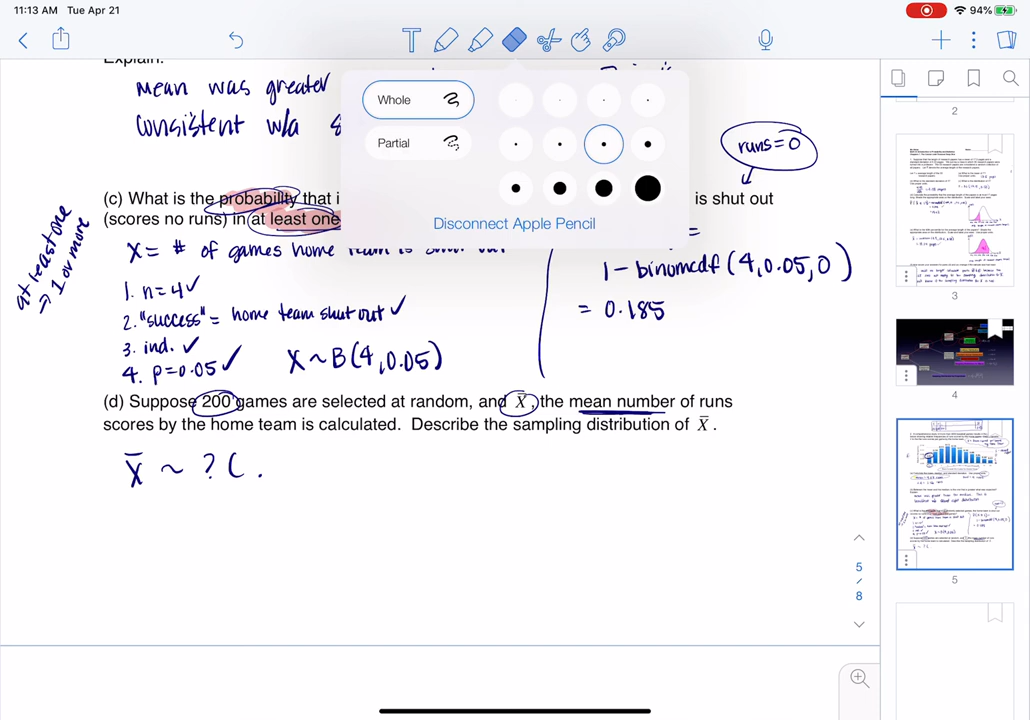 11:13 AM Tue Apr 21
94%
Explain.
mean was greater
consistent w/a
Whole
Partial
Disconnect Apple Pencil
runs=0
(c) What is the probability that i
is shut out
(scores no runs) in at least one
at least one
→ 1 or more
X = # of games home team is shut out
1. n=4 ✓
2. "success" = home team shut out ✓
3. ind. ✓
4. p=0.05 ✓
X ~ B(4,0.05)
=
1 - binomcdf(4,0.05,0)
= 0.185
(d) Suppose 200 games are selected at random, and X̄, the mean number of runs
scores by the home team is calculated. Describe the sampling distribution of X̄.
X̄ ~ ? ( .
5
/
8
2
3
4
5